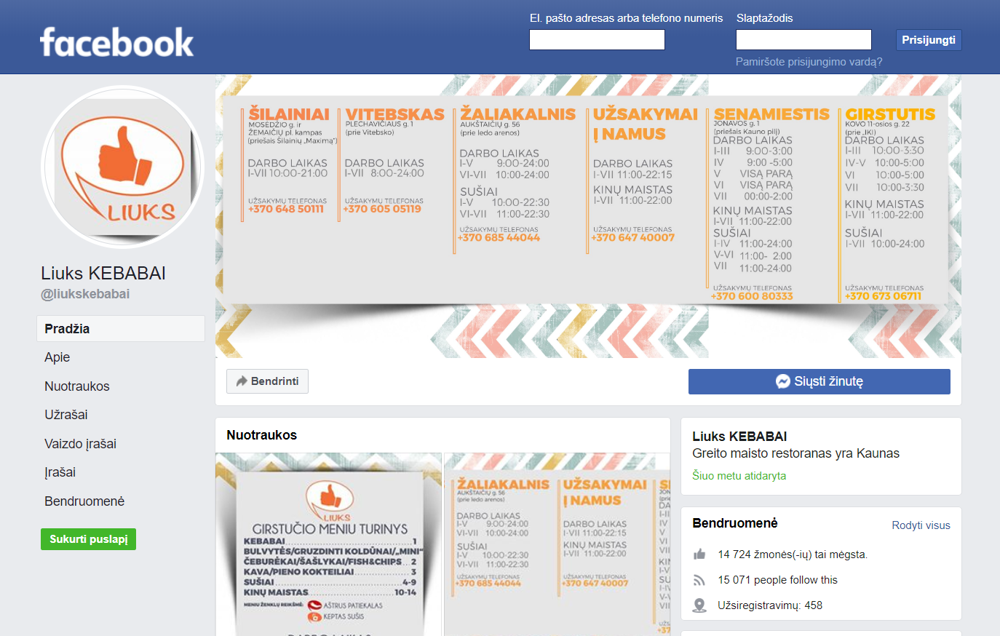 facebook
El. pašto adresas arba telefono numeris
Slaptažodis
Prisijungti
Pamiršote prisijungimo vardą?
LIUKS
Liuks KEBABAI
@liukskebabai
Pradžia
Apie
Nuotraukos
Užrašai
Vaizdo įrašai
Įrašai
Bendruomenė
Sukurti puslapį
ŠILAINIAI
MOSĖDŽIO g. ir
ŽEMAIČIŲ pl. kampas
(priešais Šilainių „Maximą")
DARBO LAIKAS
I-VII 10:00-21:00
UŽSAKYMŲ TELEFONAS
+370 648 50111
VITEBSKAS
PLECHAVIČIAUS g. 1
(prie Vitebsko)
DARBO LAIKAS
I-VII 8:00-24:00
UŽSAKYMŲ TELEFONAS
+370 605 05119
ŽALIAKALNIS
AUKŠTAIČIŲ g. 56
(prie ledo arenos)
DARBO LAIKAS
I-V 9:00-24:00
VI-VII 10:00-24:00
SUŠIAI
I-V 10:00-22:30
VI-VII 11:00-22:30
UŽSAKYMŲ TELEFONAS
+370 685 44044
UŽSAKYMAI
Į NAMUS
DARBO LAIKAS
I-VII 11:00-22:15
KINŲ MAISTAS
I-VII 11:00-22:00
UŽSAKYMŲ TELEFONAS
+370 647 40007
SENAMIESTIS
JONAVOS g. 1
(priešais Kauno pilį)
DARBO LAIKAS
I-III 9:00-3:00
IV 9:00 -5:00
V VISĄ PARĄ
VI VISĄ PARĄ
VII 00:00-2:00
KINŲ MAISTAS
I-VII 11:00-22:00
SUŠIAI
I-IV 11:00-24:00
V-VI 11:00- 2:00
VII 11:00-24:00
UŽSAKYMŲ TELEFONAS
+370 600 80333
GIRSTUTIS
KOVO 11-osios g. 22
(prie „IKI)
DARBO LAIKAS
I-III 10:00-3:30
IV-V 10:00-5:00
VI 10:00-5:00
VII 10:00-3:30
KINŲ MAISTAS
I-VII 11:00-22:00
SUŠIAI
I-VII 10:00-24:00
UŽSAKYMŲ TELEFONAS
+370 673 06711
Bendrinti
Siųsti žinutę
Nuotraukos
LIUKS
GIRSTUČIO MENIU TURINYS
KEBABAI 1
BULVYTĖS/GRUZDINTI KOLDŪNAI/„MINI"
ČEBURĖKAI/ŠAŠLYKAI/FISH&CHIPS 2
KAVA/PIENO KOKTEILIAI 3
SUŠIAI 4-9
KINŲ MAISTAS 10-14
MENIU ŽENKLŲ REIKŠMĖ: AŠTRUS PATIEKALAS
KEPTAS SUŠIS
DARBO LAIKAS
ŽALIAKALNIS
AUKŠTAIČIŲ g. 56
(prie ledo arenos)
DARBO LAIKAS
I-V 9:00-24:00
VI-VII 10:00-24:00
SUŠIAI
I-V 10:00-22:30
VI-VII 11:00-22:30
UŽSAKYMŲ TELEFONAS
+370 685 44044
UŽSAKYMAI
Į NAMUS
DARBO LAIKAS
I-VII 11:00-22:15
KINŲ MAISTAS
I-VII 11:00-22:00
UŽSAKYMŲ TELEFONAS
+370 647 40007
Liuks KEBABAI
Greito maisto restoranas yra Kaunas
Šiuo metu atidaryta
Bendruomenė
Rodyti visus
14 724 žmonės(-ių) tai mėgsta.
15 071 people follow this
Užsiregistravimų: 458